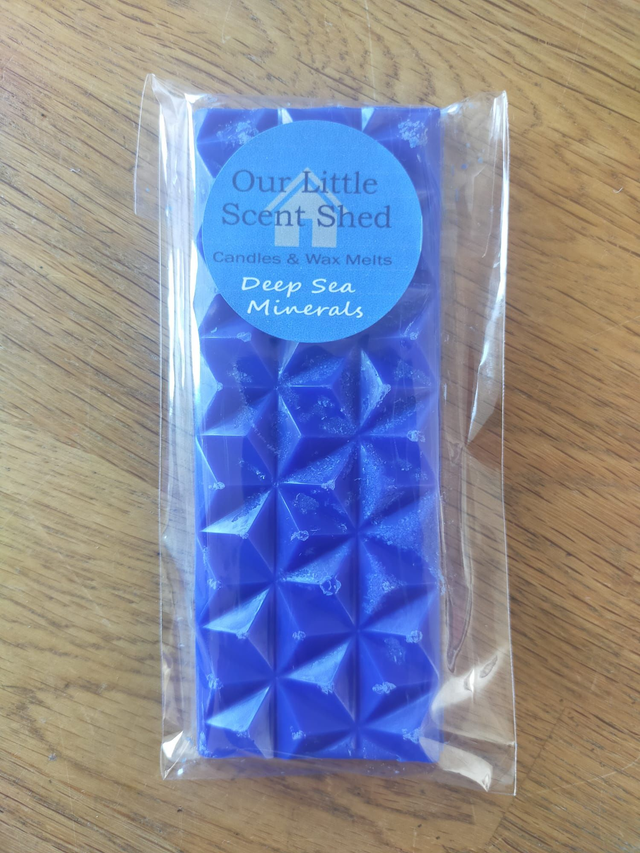 Our Little
Scent Shed
Candles & Wax Melts
Deep Sea
Minerals